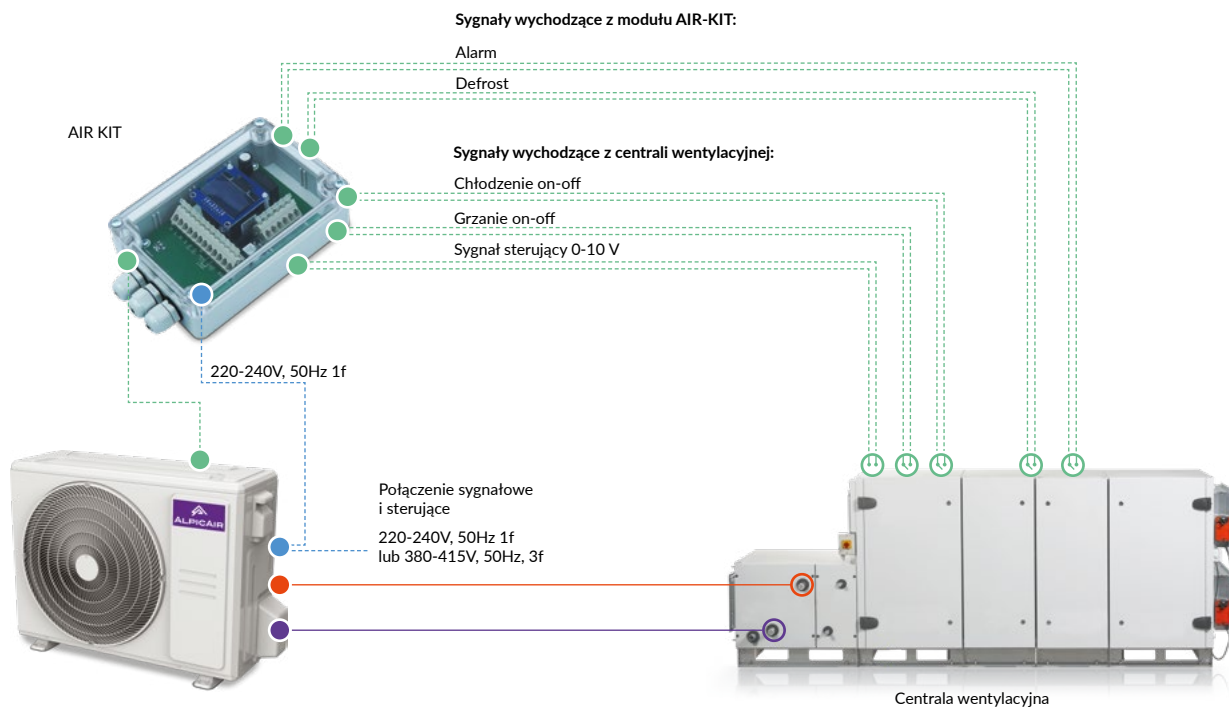 Sygnały wychodzące z modułu AIR-KIT:
Alarm
Defrost
AIR KIT
Sygnały wychodzące z centrali wentylacyjnej:
Chłodzenie on-off
Grzanie on-off
Sygnał sterujący 0-10 V
220-240V, 50Hz 1f
ALPICAIR
Połączenie sygnałowe
i sterujące
220-240V, 50Hz 1f
lub 380-415V, 50Hz, 3f
Centrala wentylacyjna